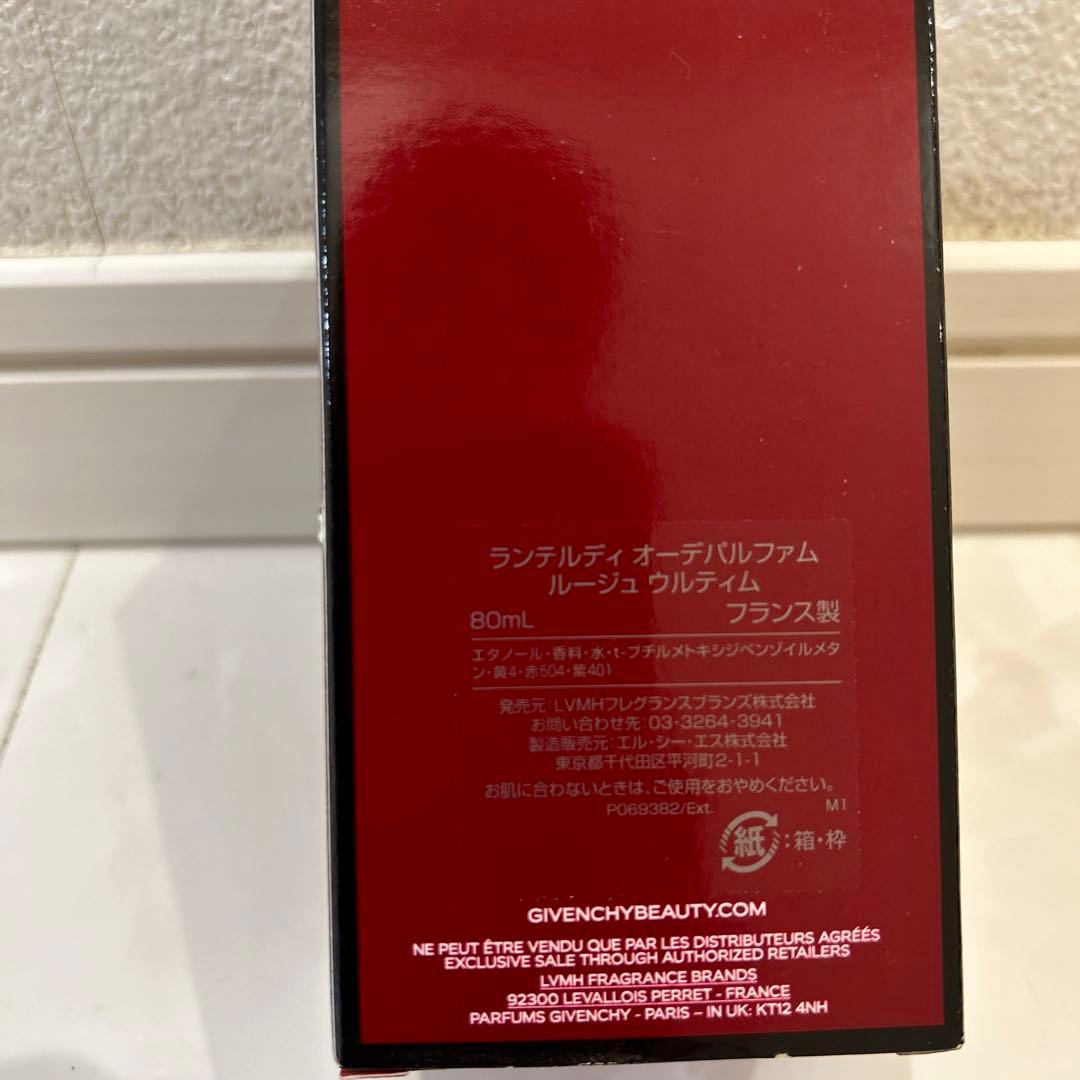 ランテルディ オーデパルファム
ルージュ ウルティム
80mL フランス製
エタノール・香料・水・t-ブチルメトキシジベンゾイルメタ
ン・黄4・赤504・紫401
発売元：LVMHフレグランスブランズ株式会社
お問い合わせ先：03-3264-3941
製造販売元：エル・シー・エス株式会社
東京都千代田区平河町2-1-1
お肌に合わないときは、ご使用をおやめください。
P069382/Ext. M1
紙：箱・枠
GIVENCHYBEAUTY.COM
NE PEUT ÊTRE VENDU QUE PAR LES DISTRIBUTEURS AGRÉÉS
EXCLUSIVE SALE THROUGH AUTHORIZED RETAILERS
LVMH FRAGRANCE BRANDS
92300 LEVALLOIS PERRET - FRANCE
PARFUMS GIVENCHY - PARIS – IN UK: KT12 4NH